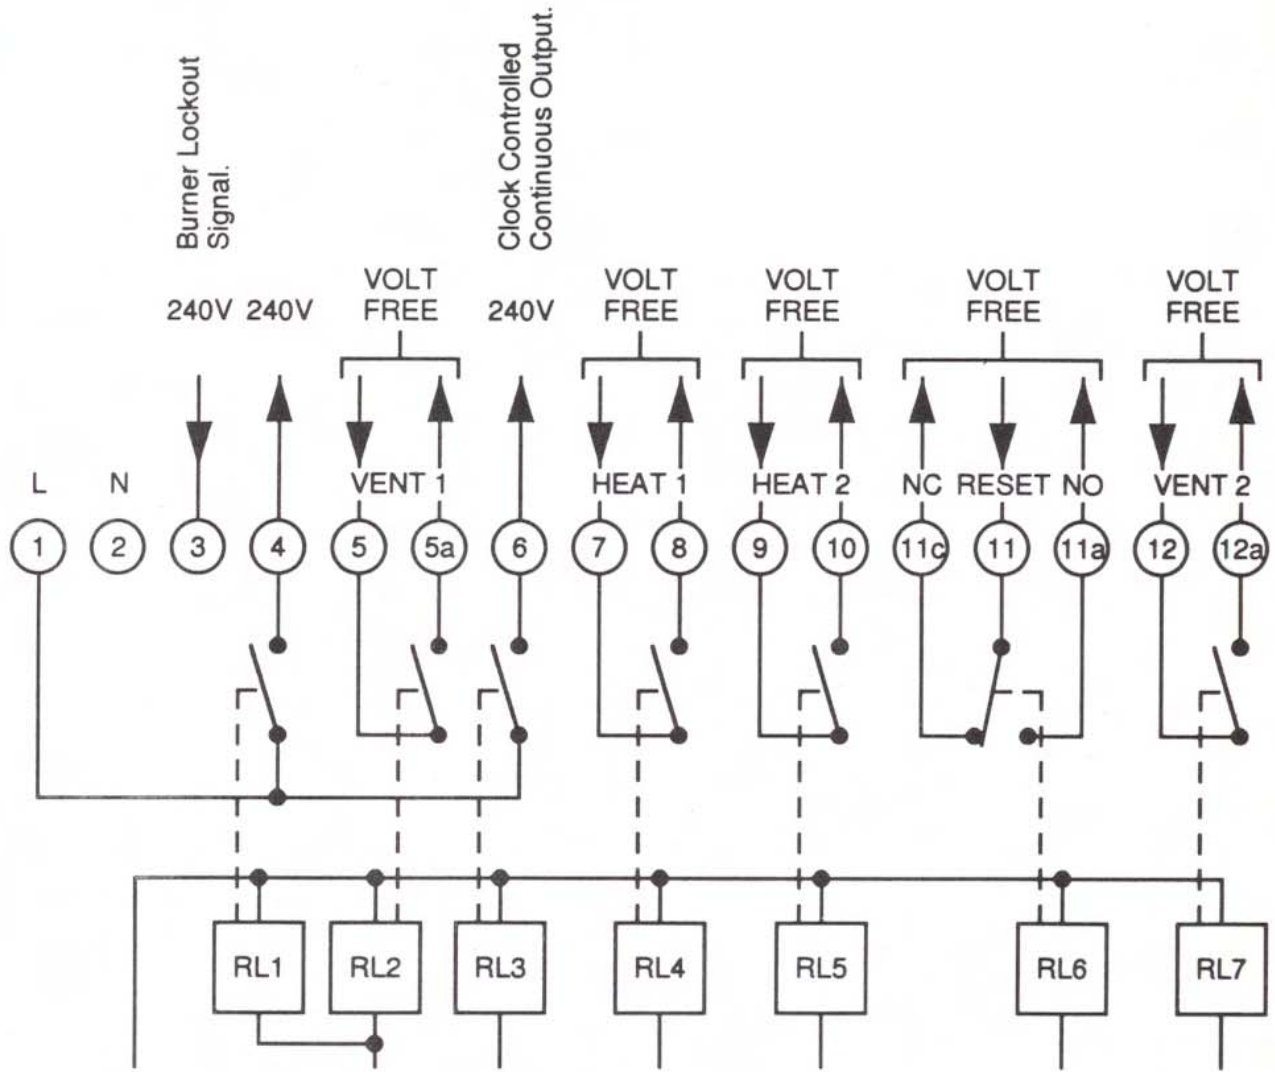 Burner Lockout
Signal.
Clock Controlled
Continuous Output.
240V 240V
VOLT
FREE
240V
VOLT
FREE
VOLT
FREE
VOLT
FREE
VOLT
FREE
L N VENT 1 HEAT 1 HEAT 2 NC RESET NO VENT 2
1 2 3 4 5 5a 6 7 8 9 10 11c 11 11a 12 12a
RL1 RL2 RL3 RL4 RL5 RL6 RL7